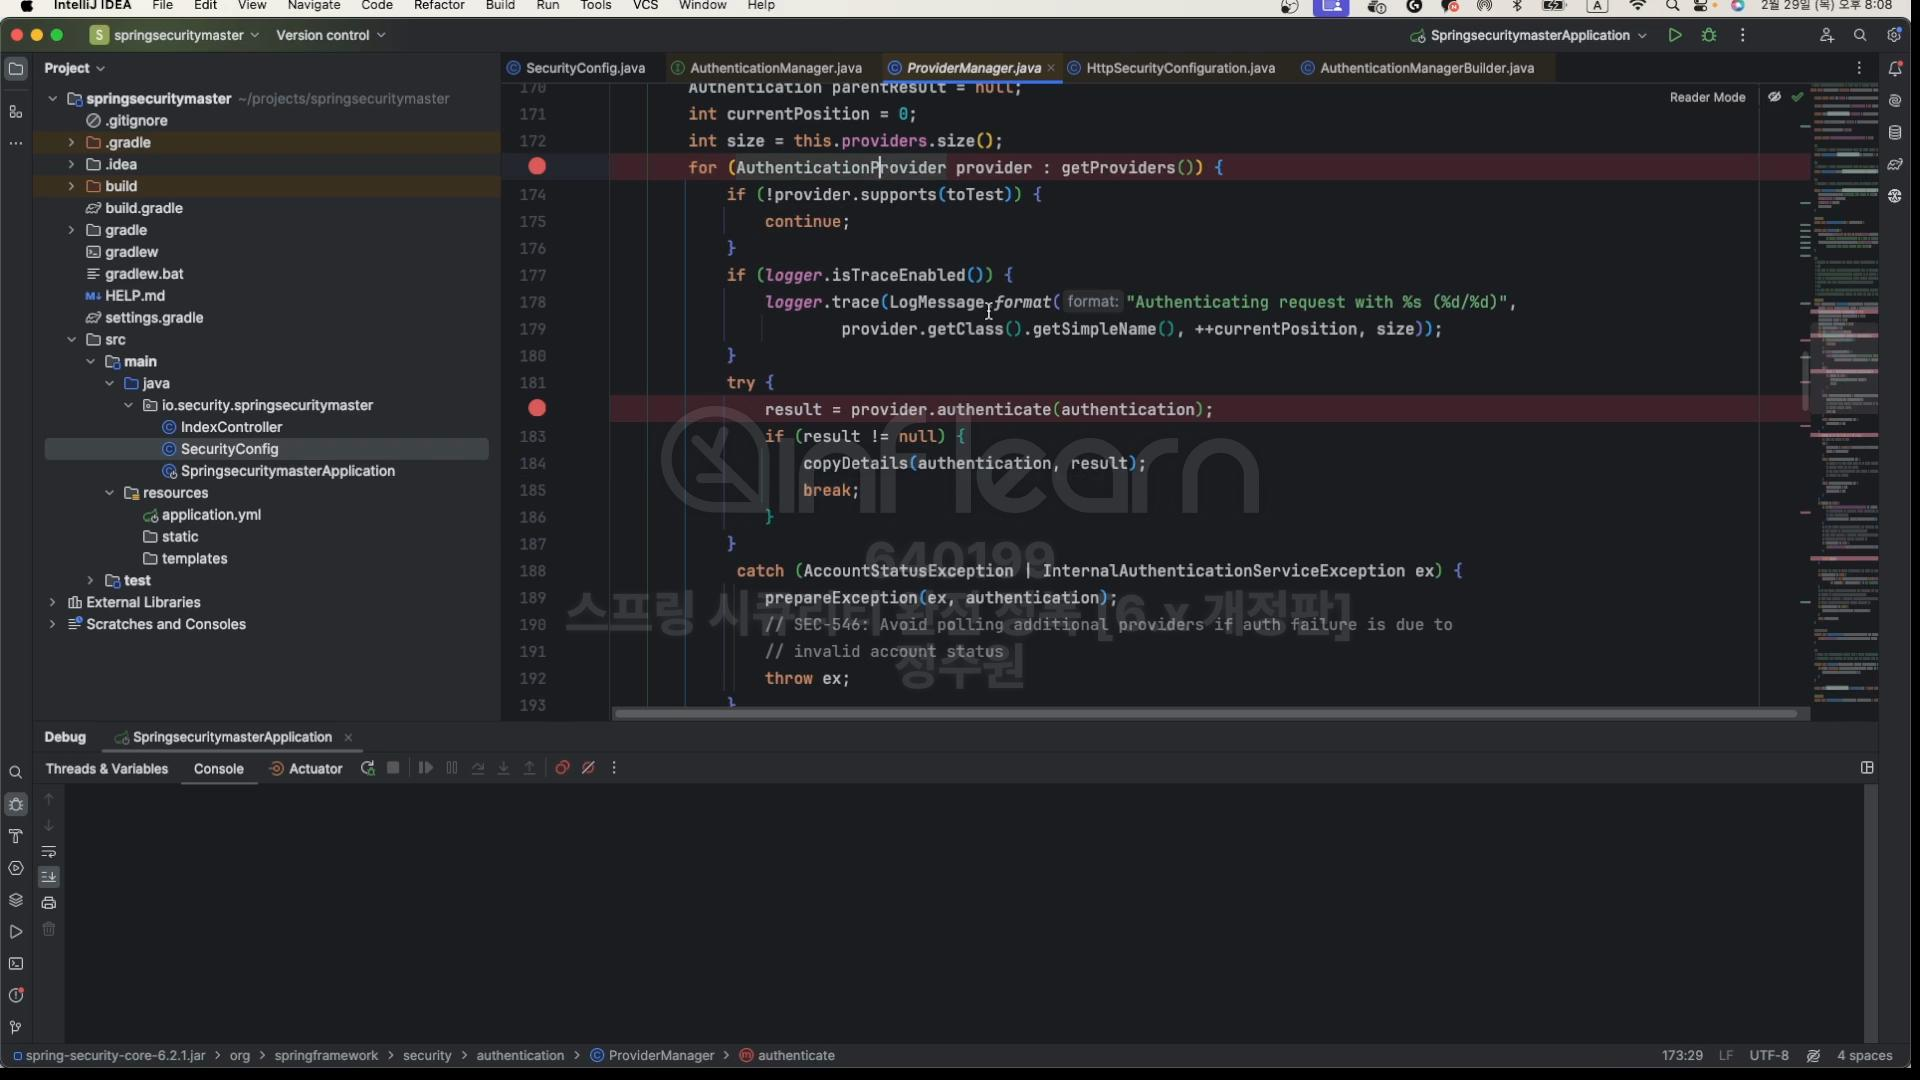 IntelliJ IDEA File Edit View Navigate Code Refactor Build Run Tools VCS Window Help A 2월 29일 (목) 오후 8:08
S springsecuritymaster Version control SpringsecuritymasterApplication
Project
SecurityConfig.java AuthenticationManager.java ProviderManager.java HttpSecurityConfiguration.java AuthenticationManagerBuilder.java
Reader Mode
springsecuritymaster ~/projects/springsecuritymaster
.gitignore
.gradle
.idea
build
build.gradle
gradle
gradlew
gradlew.bat
M↓ HELP.md
settings.gradle
src
main
java
io.security.springsecuritymaster
IndexController
SecurityConfig
SpringsecuritymasterApplication
resources
application.yml
static
templates
test
External Libraries
Scratches and Consoles
170 Authentication parentResult = null;
171 int currentPosition = 0;
172 int size = this.providers.size();
for (AuthenticationProvider provider : getProviders()) {
174 if (!provider.supports(toTest)) {
175 continue;
176 }
177 if (logger.isTraceEnabled()) {
178 logger.trace(LogMessage.format( format: "Authenticating request with %s (%d/%d)",
179 provider.getClass().getSimpleName(), ++currentPosition, size));
180 }
181 try {
result = provider.authenticate(authentication);
183 if (result != null) {
184 copyDetails(authentication, result);
185 break;
186 }
187 }
188 catch (AccountStatusException | InternalAuthenticationServiceException ex) {
189 prepareException(ex, authentication);
190 // SEC-546: Avoid polling additional providers if auth failure is due to
191 // invalid account status
192 throw ex;
193 }
inflearn
640199
스프링 시큐리티 완전 정복 [6.x 개정판]
정수원
Debug SpringsecuritymasterApplication
Threads & Variables Console Actuator
spring-security-core-6.2.1.jar > org > springframework > security > authentication > ProviderManager > authenticate 173:29 LF UTF-8 4 spaces